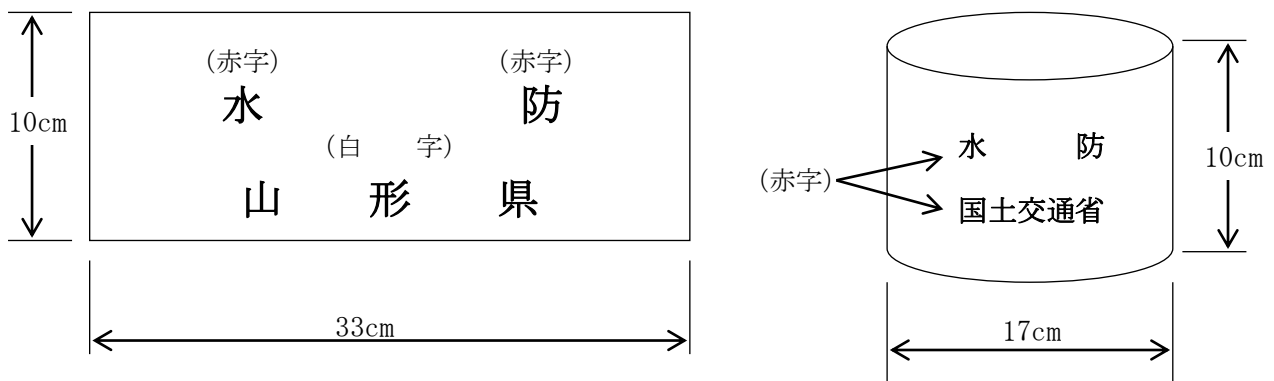 (赤字) (赤字)
水 防
(白 字)
山 形 県
10cm
33cm
水 防
(赤字)
国土交通省
10cm
17cm